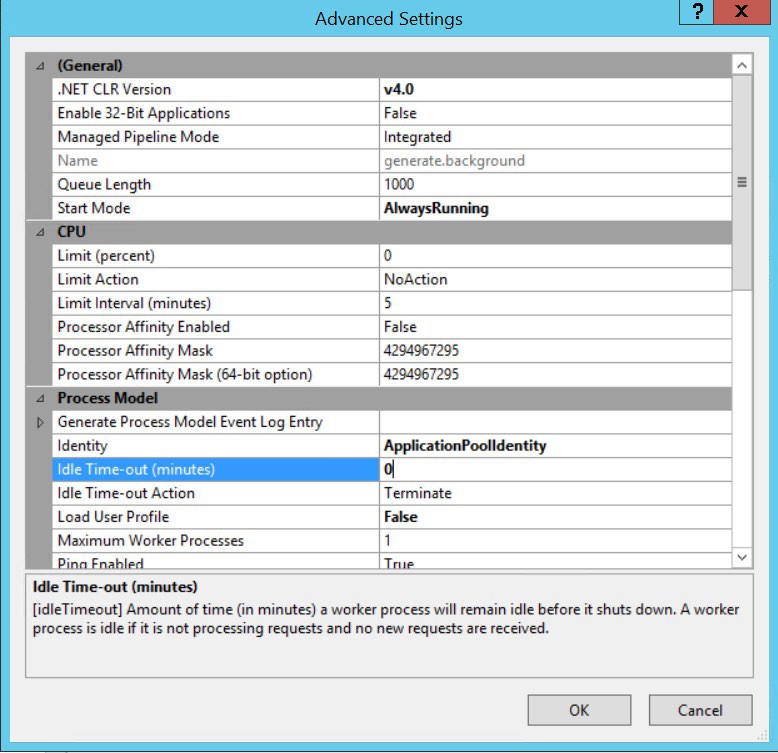 Advanced Settings
? X
(General)
.NET CLR Version v4.0
Enable 32-Bit Applications False
Managed Pipeline Mode Integrated
Name generate.background
Queue Length 1000
Start Mode AlwaysRunning
CPU
Limit (percent) 0
Limit Action NoAction
Limit Interval (minutes) 5
Processor Affinity Enabled False
Processor Affinity Mask 4294967295
Processor Affinity Mask (64-bit option) 4294967295
Process Model
Generate Process Model Event Log Entry
Identity ApplicationPoolIdentity
Idle Time-out (minutes) 0
Idle Time-out Action Terminate
Load User Profile False
Maximum Worker Processes 1
Ping Enabled True
Idle Time-out (minutes)
[idleTimeout] Amount of time (in minutes) a worker process will remain idle before it shuts down. A worker
process is idle if it is not processing requests and no new requests are received.
OK Cancel